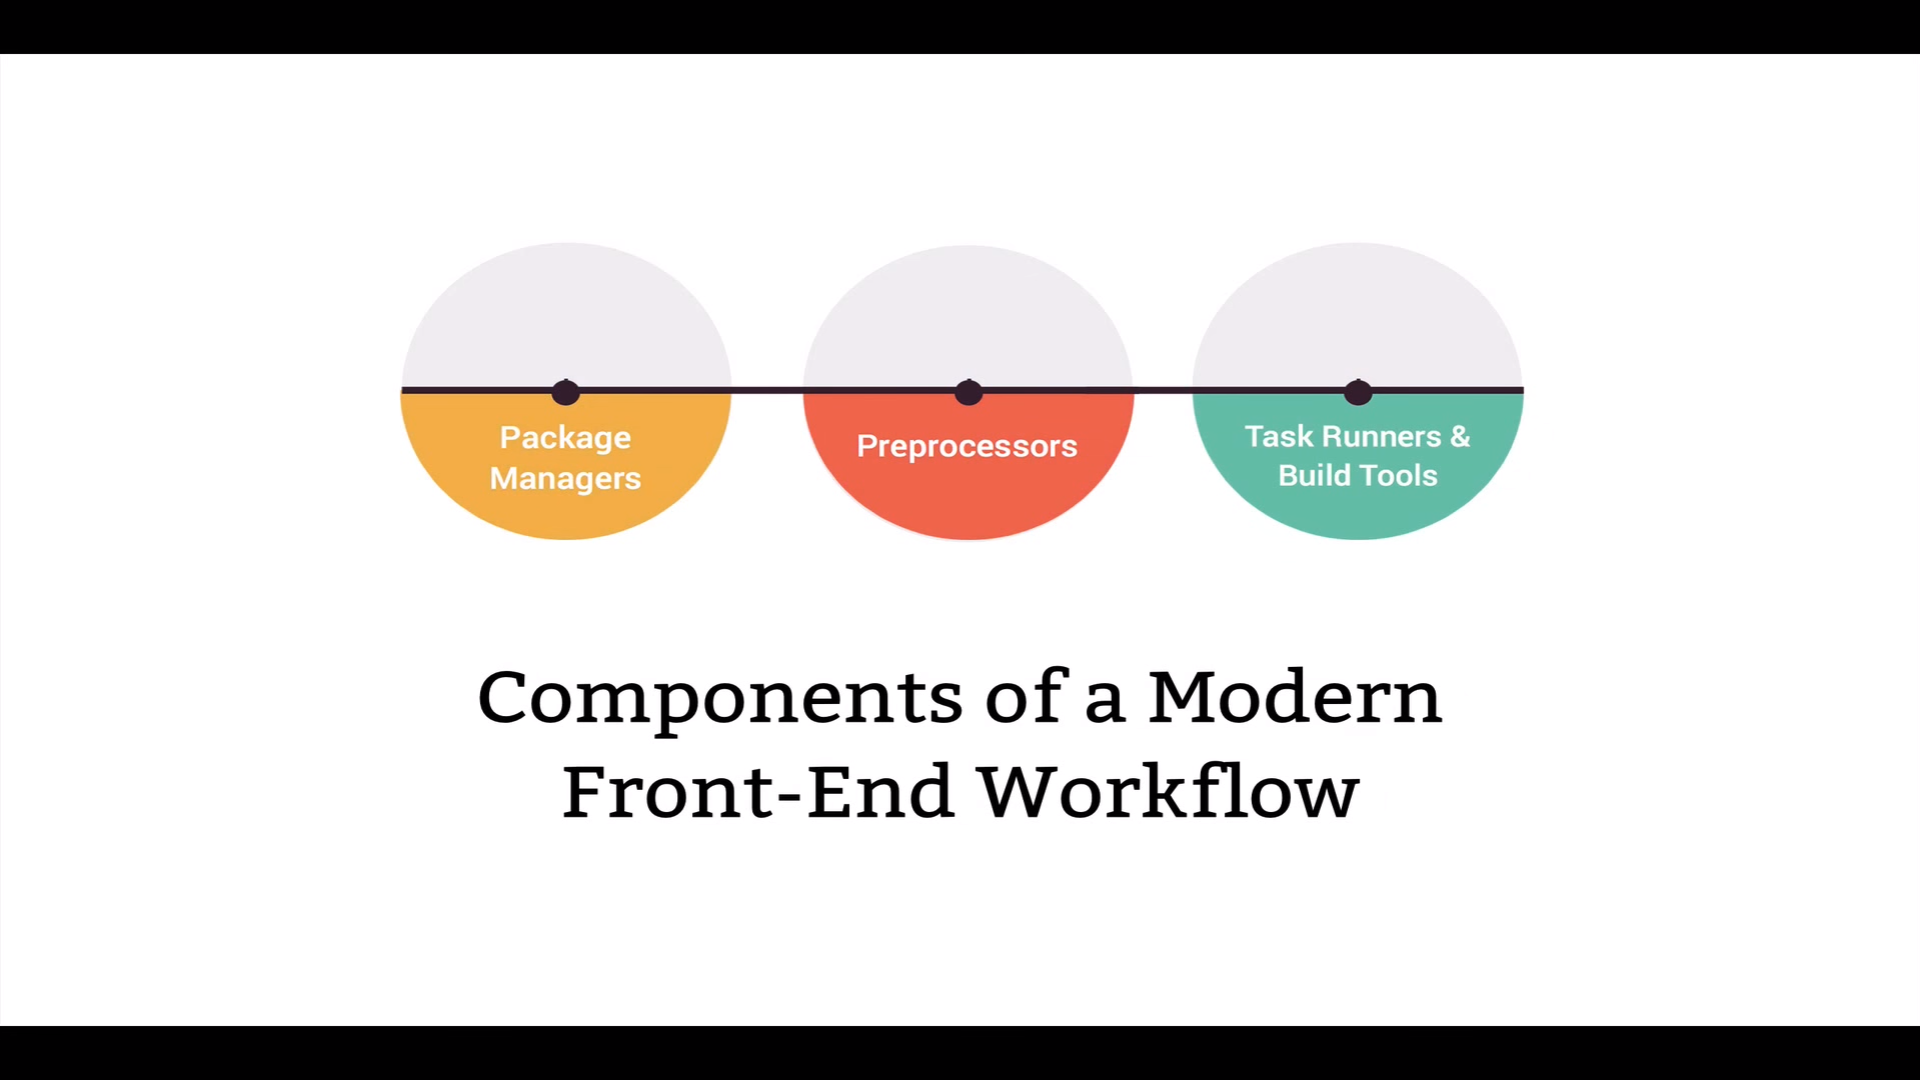 Package
Managers
Preprocessors
Task Runners &
Build Tools
Components of a Modern
Front-End Workflow